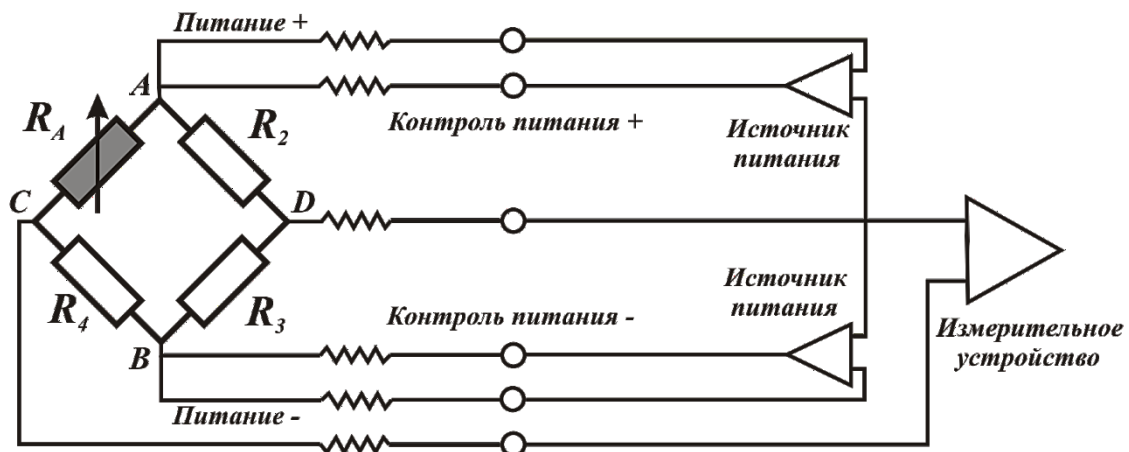 Питание +
A
R_A
R_2
Контроль питания +
Источник
питания
C
D
Источник
питания
R_4
R_3
Контроль питания -
Измерительное
устройство
B
Питание -